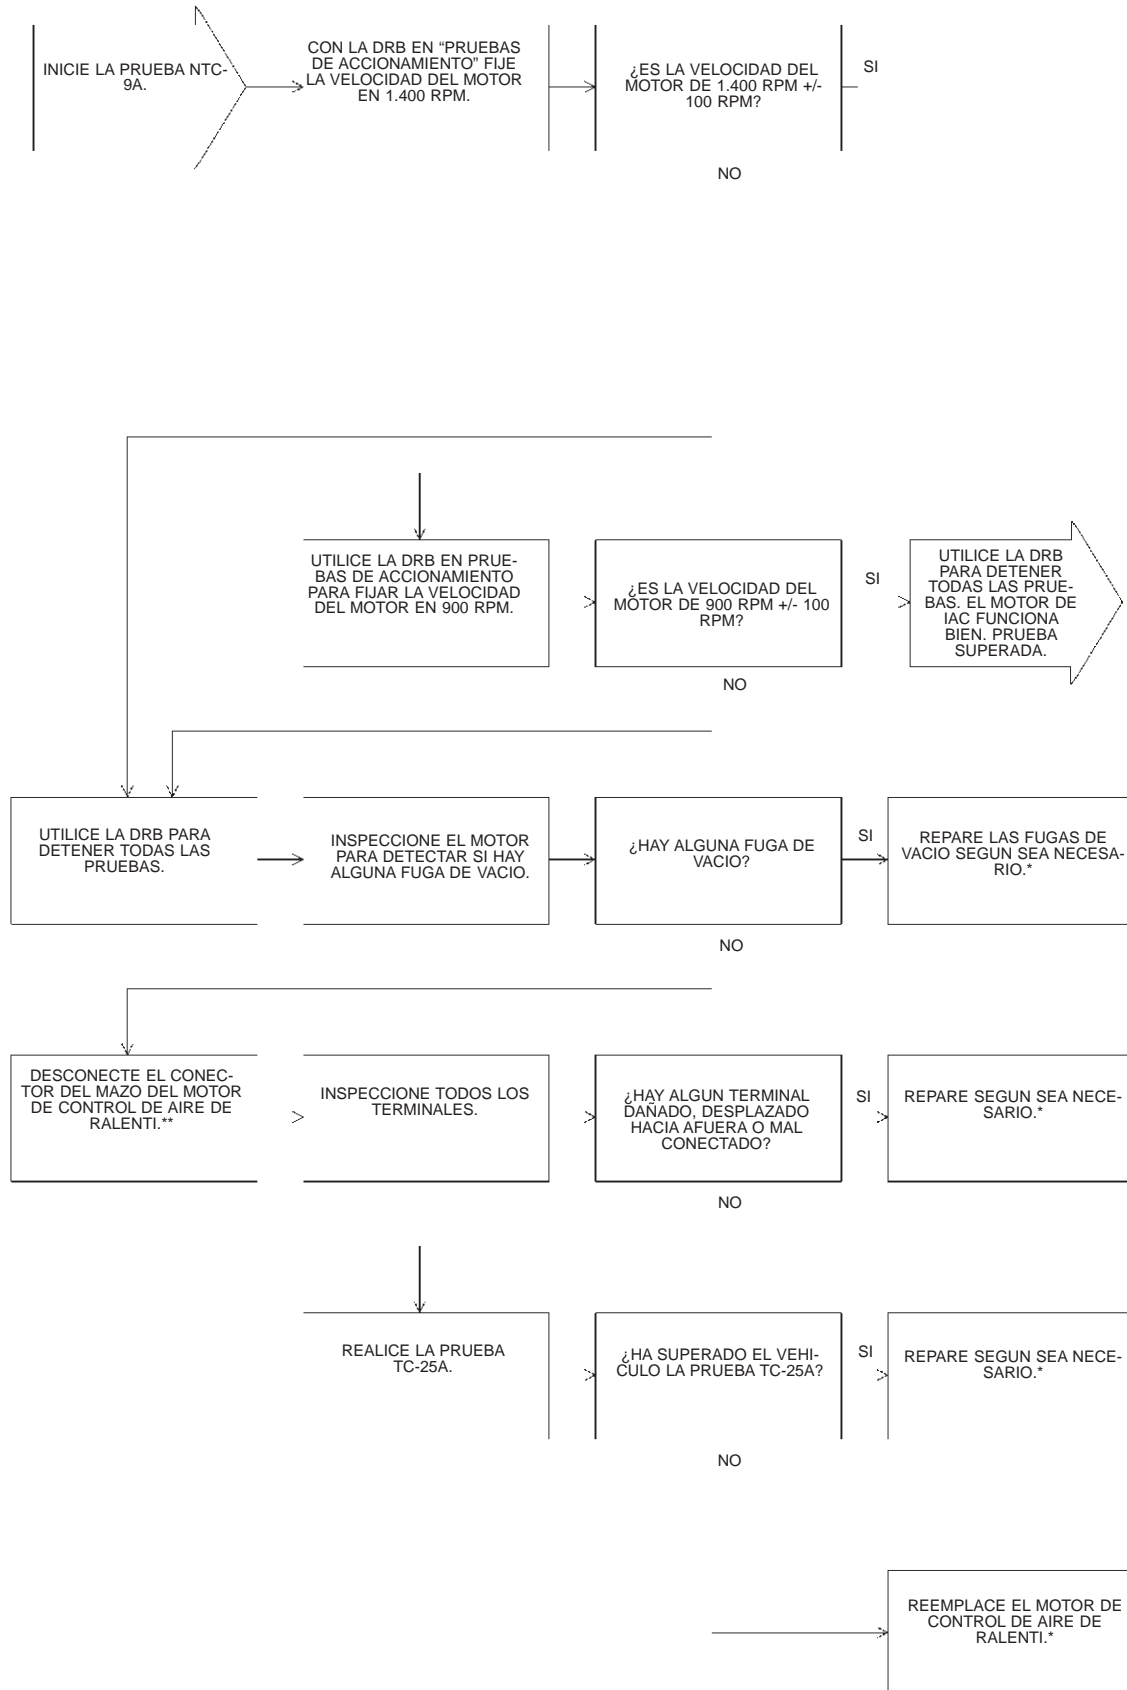 INICIE LA PRUEBA NTC-
9A.
CON LA DRB EN “PRUEBAS
DE ACCIONAMIENTO” FIJE
LA VELOCIDAD DEL MOTOR
EN 1.400 RPM.
¿ES LA VELOCIDAD DEL
MOTOR DE 1.400 RPM +/-
100 RPM?
SI
NO
UTILICE LA DRB EN PRUE-
BAS DE ACCIONAMIENTO
PARA FIJAR LA VELOCIDAD
DEL MOTOR EN 900 RPM.
¿ES LA VELOCIDAD DEL
MOTOR DE 900 RPM +/- 100
RPM?
SI
UTILICE LA DRB
PARA DETENER
TODAS LAS PRUE-
BAS. EL MOTOR DE
IAC FUNCIONA
BIEN. PRUEBA
SUPERADA.
NO
UTILICE LA DRB PARA
DETENER TODAS LAS
PRUEBAS.
INSPECCIONE EL MOTOR
PARA DETECTAR SI HAY
ALGUNA FUGA DE VACIO.
¿HAY ALGUNA FUGA DE
VACIO?
SI
REPARE LAS FUGAS DE
VACIO SEGUN SEA NECESA-
RIO.*
NO
DESCONECTE EL CONEC-
TOR DEL MAZO DEL MOTOR
DE CONTROL DE AIRE DE
RALENTI.**
INSPECCIONE TODOS LOS
TERMINALES.
¿HAY ALGUN TERMINAL
DAÑADO, DESPLAZADO
HACIA AFUERA O MAL
CONECTADO?
SI
REPARE SEGUN SEA NECE-
SARIO.*
NO
REALICE LA PRUEBA
TC-25A.
¿HA SUPERADO EL VEHI-
CULO LA PRUEBA TC-25A?
SI
REPARE SEGUN SEA NECE-
SARIO.*
NO
REEMPLACE EL MOTOR DE
CONTROL DE AIRE DE
RALENTI.*